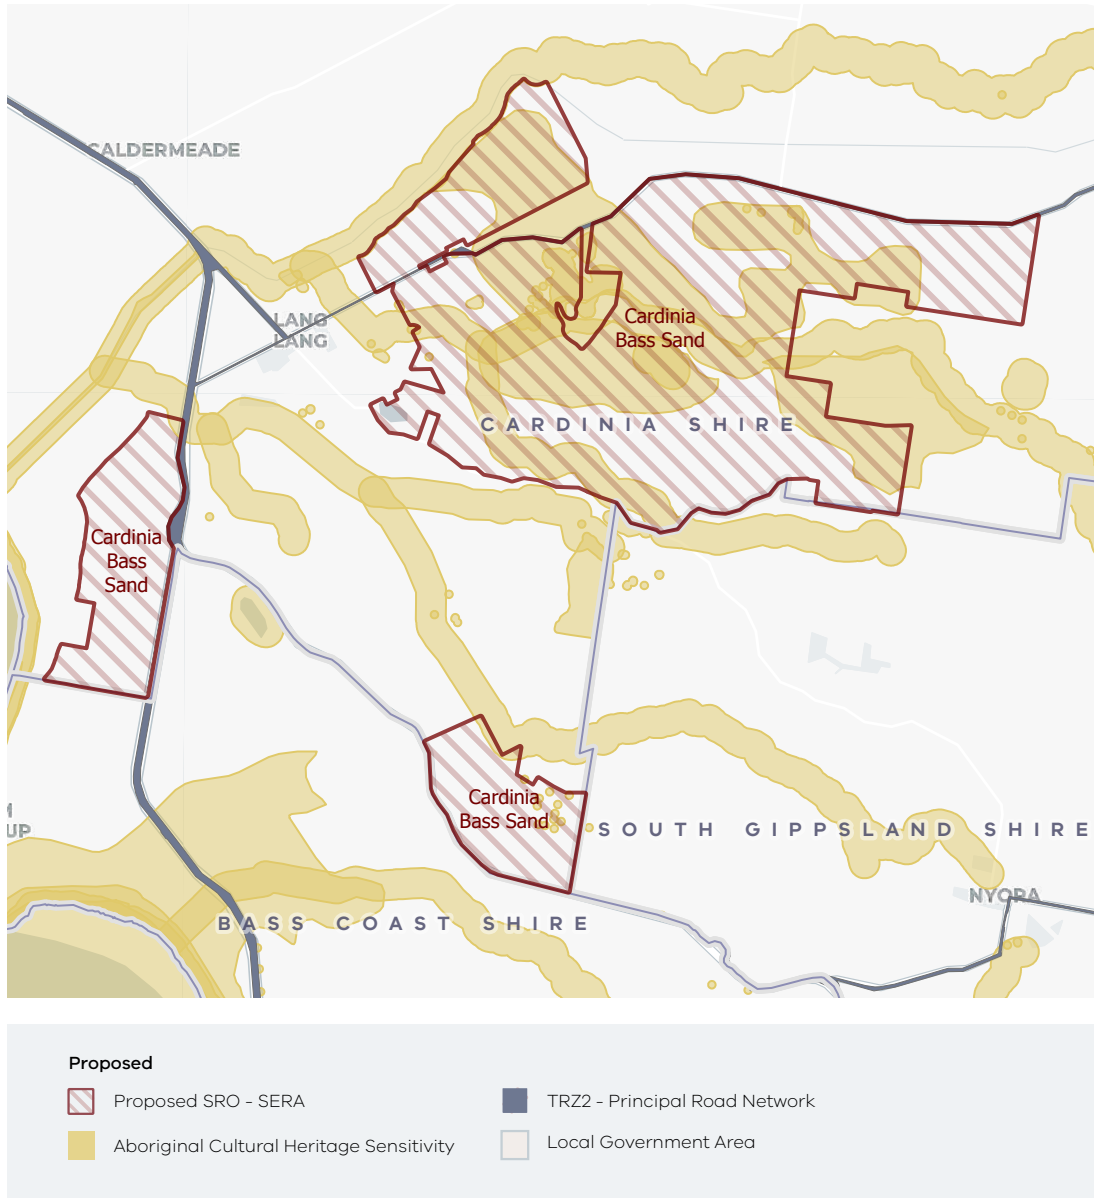 CALDERMEADE
LANG
LANG
Cardinia
Bass Sand
CARDINIA SHIRE
Cardinia
Bass
Sand
Cardinia
Bass Sand
SOUTH GIPPSLAND SHIRE
UP
NYORA
BASS COAST SHIRE
Proposed
Proposed SRO - SERA
TRZ2 - Principal Road Network
Aboriginal Cultural Heritage Sensitivity
Local Government Area